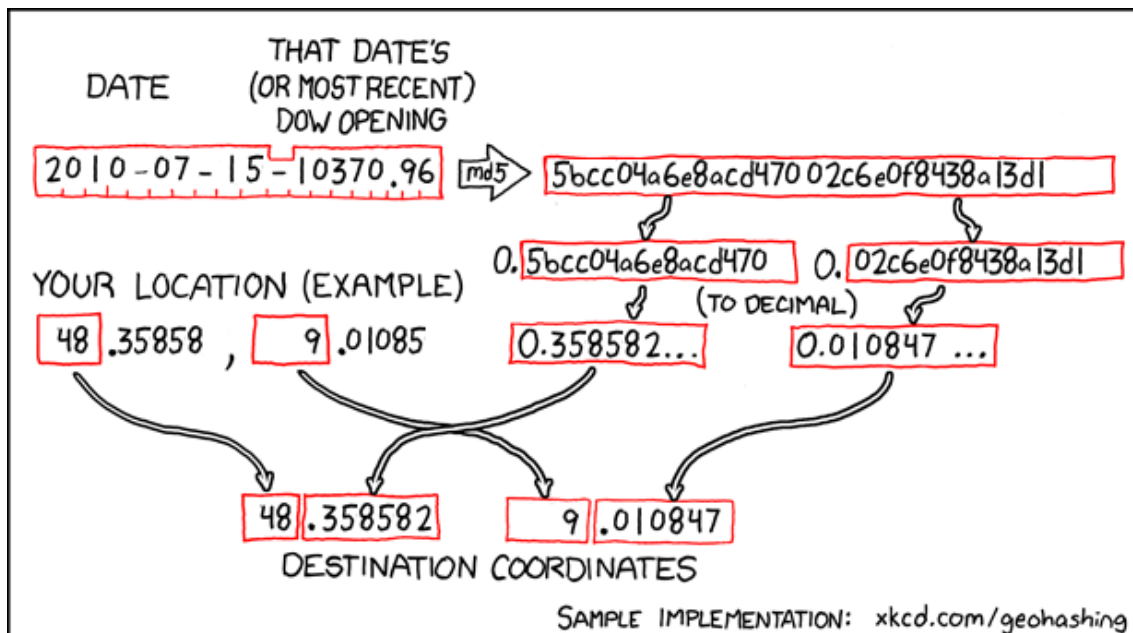 DATE
THAT DATE'S
(OR MOST RECENT)
DOW OPENING
2010-07-15-10370.96
md5
5bcc04a6e8acd47002c6e0f8438a13d1
0.5bcc04a6e8acd470
0.02c6e0f8438a13d1
(TO DECIMAL)
YOUR LOCATION (EXAMPLE)
48.35858, 9.01085
0.358582...
0.010847 ...
48.358582
9.010847
DESTINATION COORDINATES
SAMPLE IMPLEMENTATION: xkcd.com/geohashing